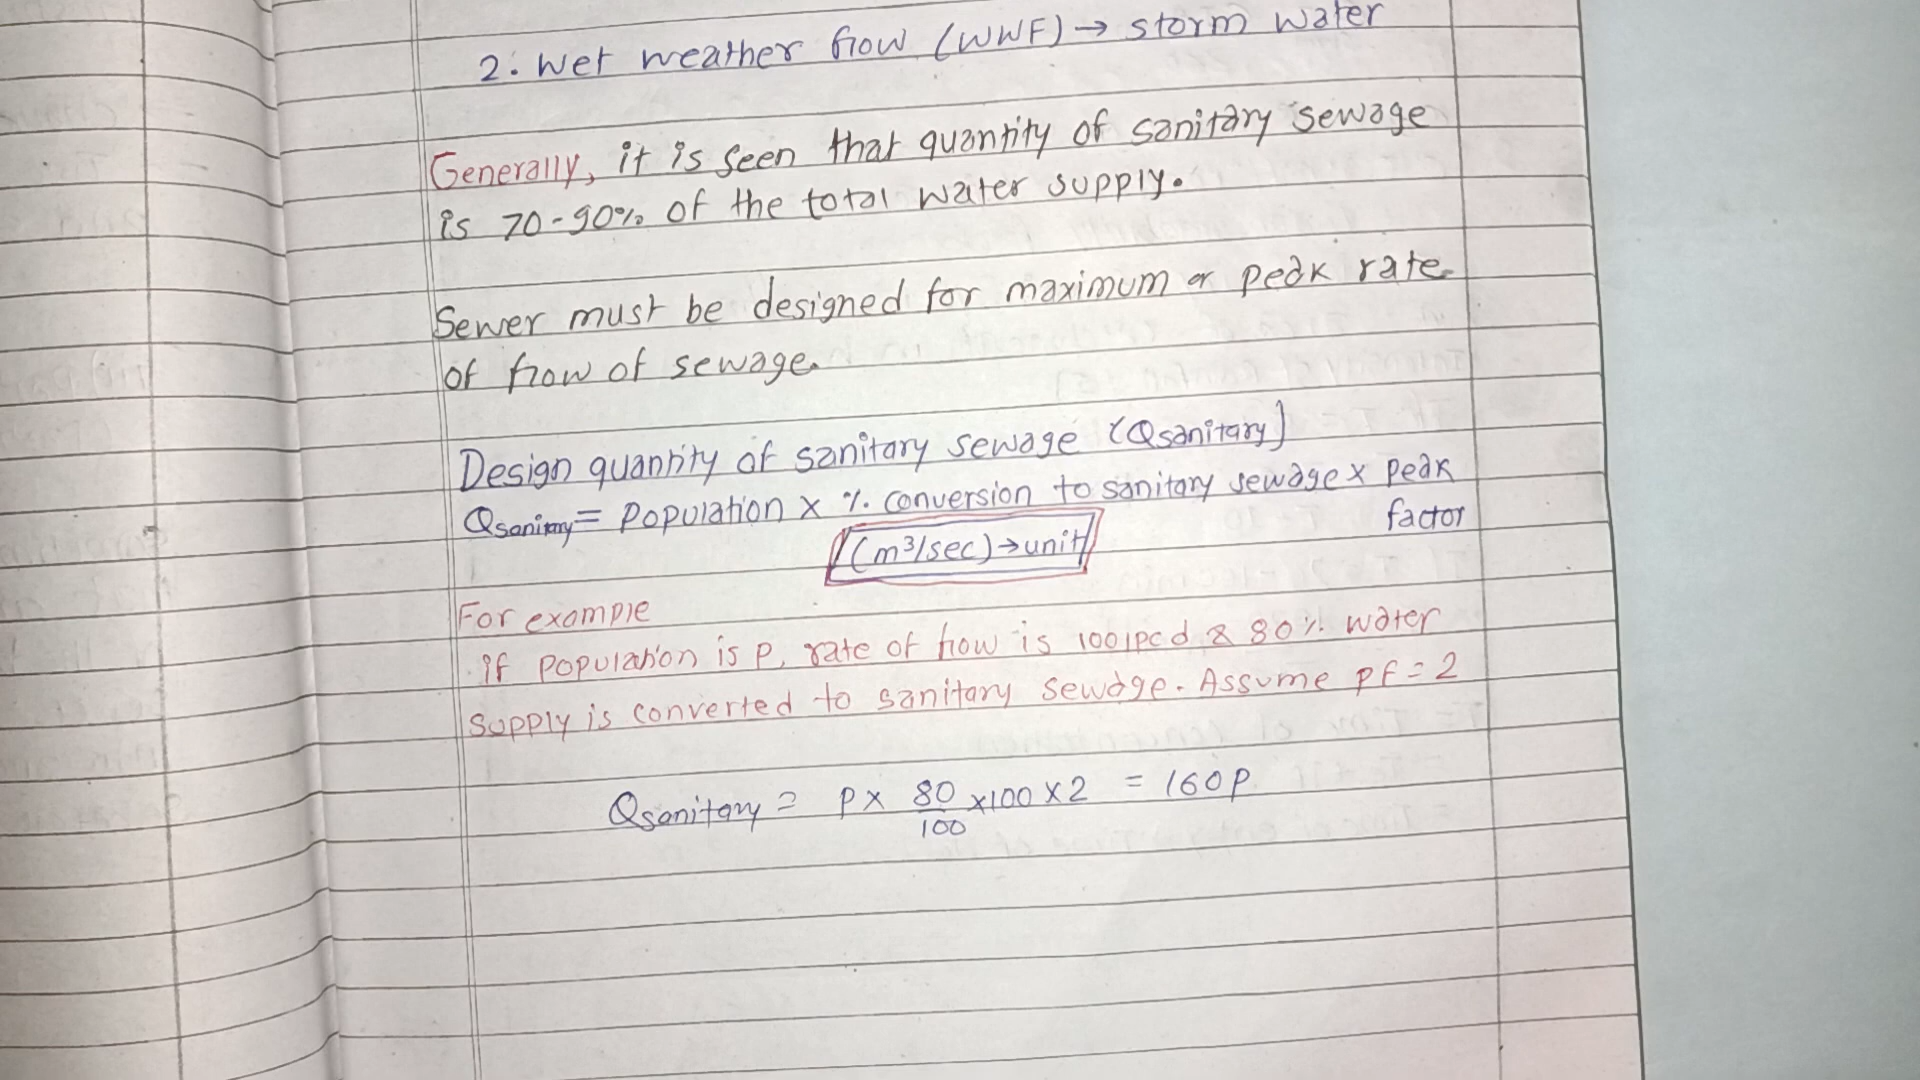 2. Wet weather flow (WWF) → storm water
Generally, it is seen that quantity of sanitary sewage
is 70-90% of the total water supply.
Sewer must be designed for maximum or peak rate
of flow of sewage.
Design quantity of sanitary sewage (Qsanitary)
Qsanitary = Population x % conversion to sanitary sewage x peak
factor
(m³/sec) → unit
For example
if population is P, rate of flow is 100 lpcd & 80% water
supply is converted to sanitary sewage. Assume pf = 2
Qsanitary = P x 80/100 x 100 x 2 = 160P